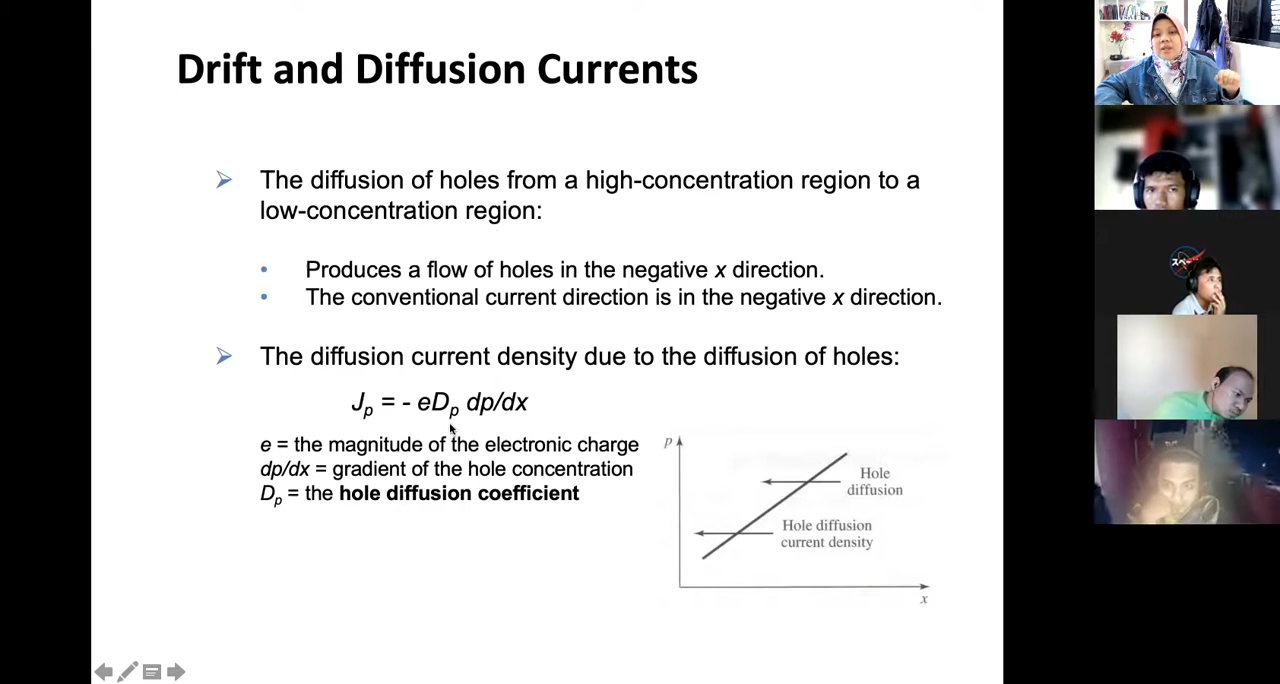 Drift and Diffusion Currents
The diffusion of holes from a high-concentration region to a
low-concentration region:
Produces a flow of holes in the negative x direction.
The conventional current direction is in the negative x direction.
The diffusion current density due to the diffusion of holes:
Jp = - eDp dp/dx
e = the magnitude of the electronic charge
dp/dx = gradient of the hole concentration
Dp = the hole diffusion coefficient
p
Hole
diffusion
Hole diffusion
current density
x
スペ